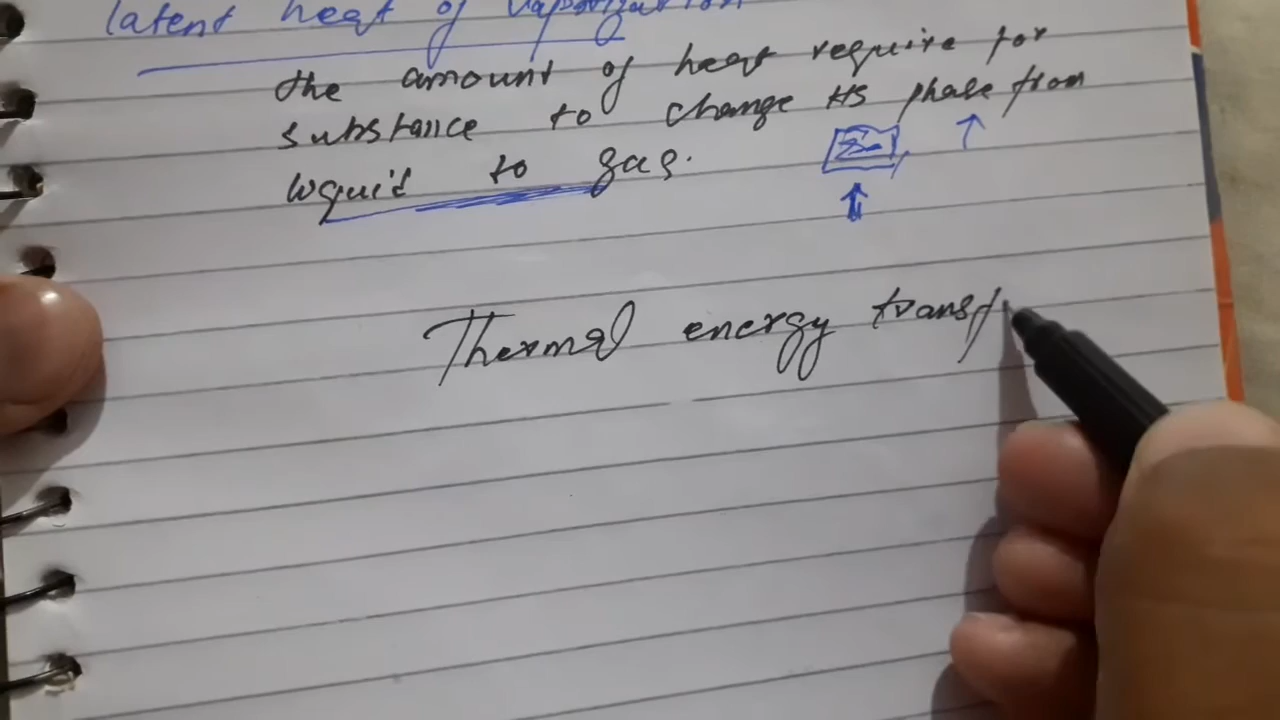 latent heat of vaporization
the amount of heat require for
substance to change its phase from
liquid to gas.
Thermal energy transf